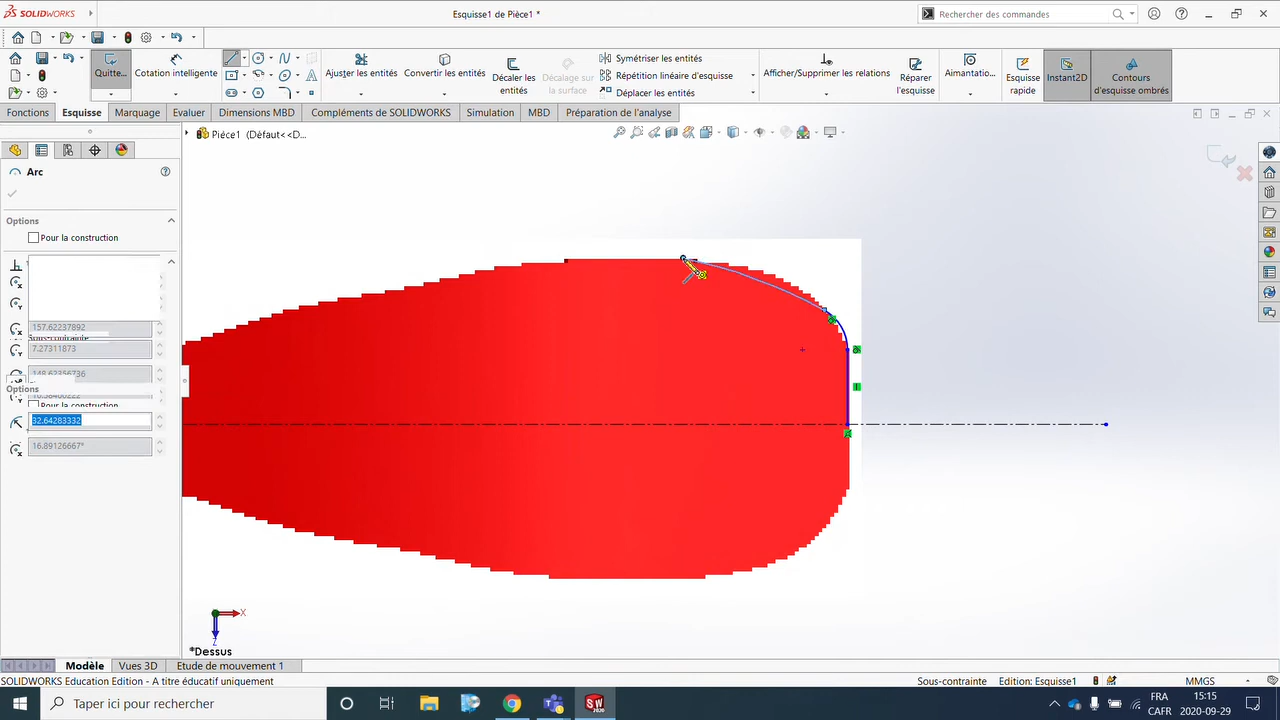 SOLIDWORKS
Esquisse1 de Pièce1 *
Rechercher des commandes
Quitte...
Cotation intelligente
Ajuster les entités
Convertir les entités
Décaler les entités
Décalage sur la surface
Symétriser les entités
Répétition linéaire d'esquisse
Déplacer les entités
Afficher/Supprimer les relations
Réparer l'esquisse
Aimantatio...
Esquisse rapide
Instant2D
Contours d'esquisse ombrés
Fonctions
Esquisse
Marquage
Evaluer
Dimensions MBD
Compléments de SOLIDWORKS
Simulation
MBD
Préparation de l'analyse
Pièce1 (Défaut<<D...
Arc
Options
Pour la construction
157.62237892
7.27311873
148.62356736
Options
Pour la construction
32.64283332
16.89126667°
X
Z
*Dessus
Modèle
Vues 3D
Etude de mouvement 1
SOLIDWORKS Education Edition - A titre éducatif uniquement
Sous-contrainte
Edition: Esquisse1
MMGS
Taper ici pour rechercher
FRA
CAFR
15:15
2020-09-29